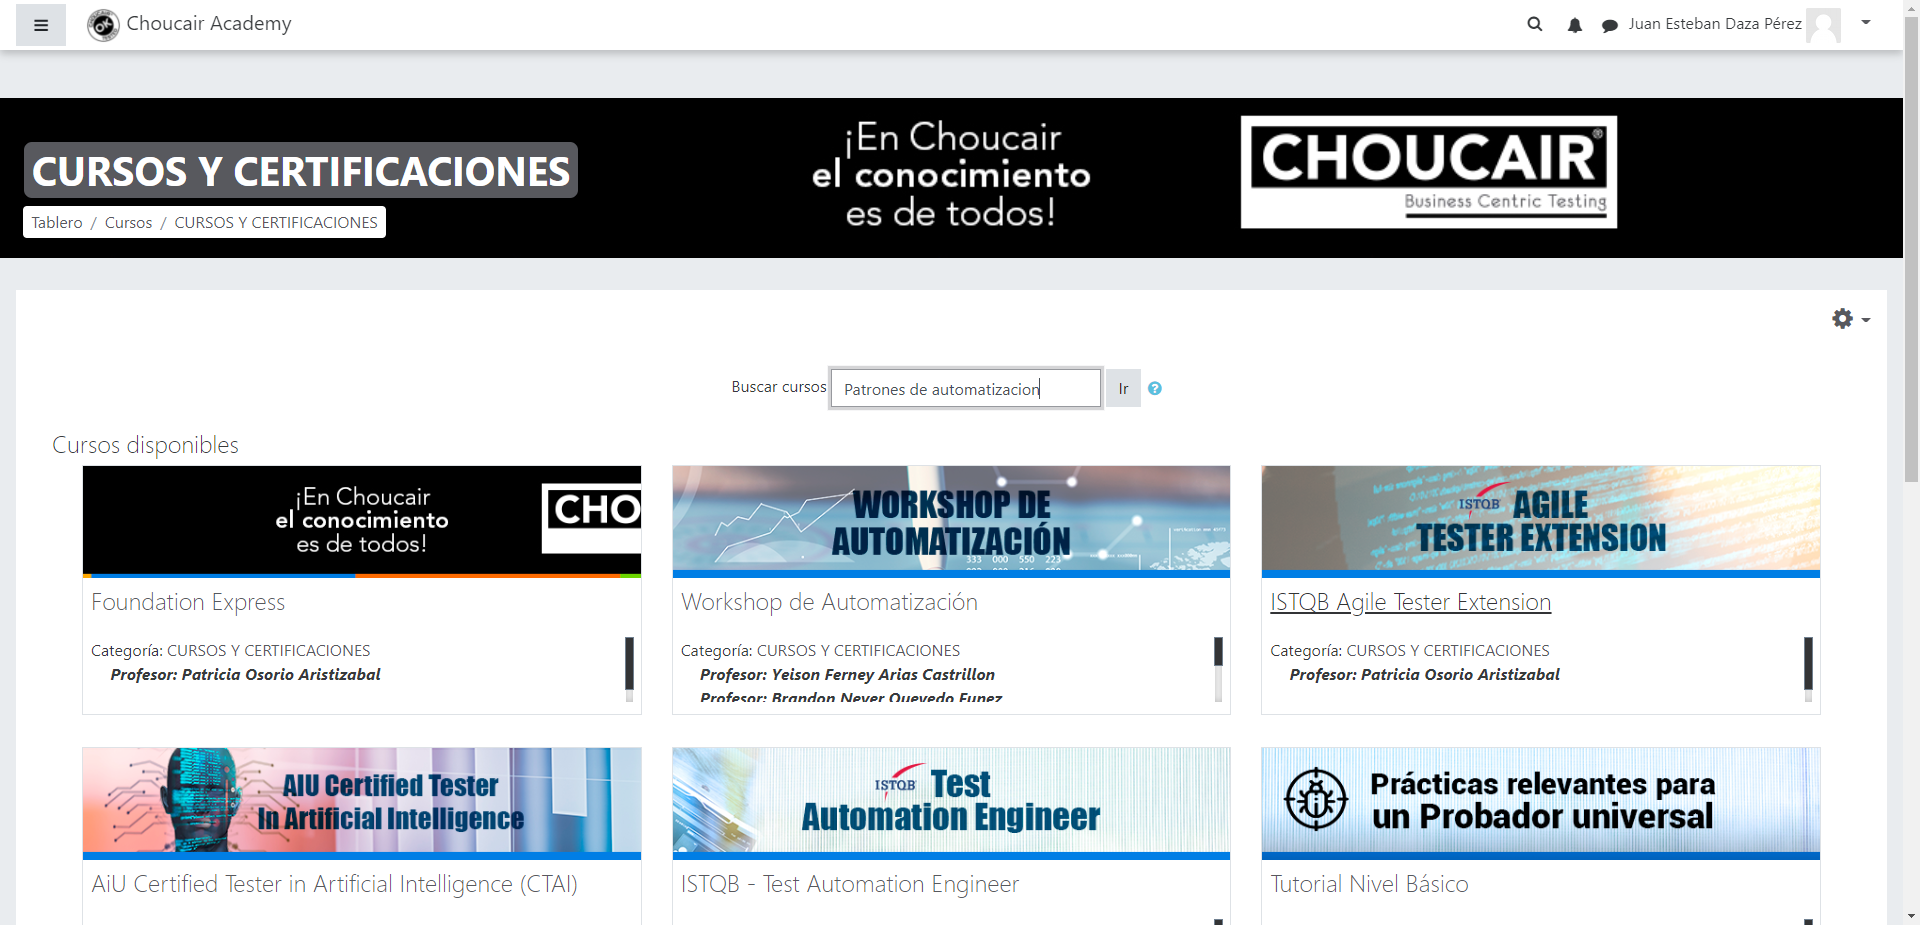 Choucair Academy
Juan Esteban Daza Pérez
CURSOS Y CERTIFICACIONES
Tablero / Cursos / CURSOS Y CERTIFICACIONES
¡En Choucair
el conocimiento
es de todos!
CHOUCAIR®
Business Centric Testing
Buscar cursos
Patrones de automatizacion
Ir
Cursos disponibles
¡En Choucair
el conocimiento
es de todos!
CHO
Foundation Express
Categoría: CURSOS Y CERTIFICACIONES
Profesor: Patricia Osorio Aristizabal
WORKSHOP DE
AUTOMATIZACIÓN
333 000 550 223
Workshop de Automatización
Categoría: CURSOS Y CERTIFICACIONES
Profesor: Yeison Ferney Arias Castrillon
Profesor: Brandon Never Quevedo Funez
ISTQB AGILE
TESTER EXTENSION
ISTQB Agile Tester Extension
Categoría: CURSOS Y CERTIFICACIONES
Profesor: Patricia Osorio Aristizabal
AIU Certified Tester
In Artificial Intelligence
AiU Certified Tester in Artificial Intelligence (CTAI)
ISTQB Test
Automation Engineer
ISTQB - Test Automation Engineer
Prácticas relevantes para
un Probador universal
Tutorial Nivel Básico